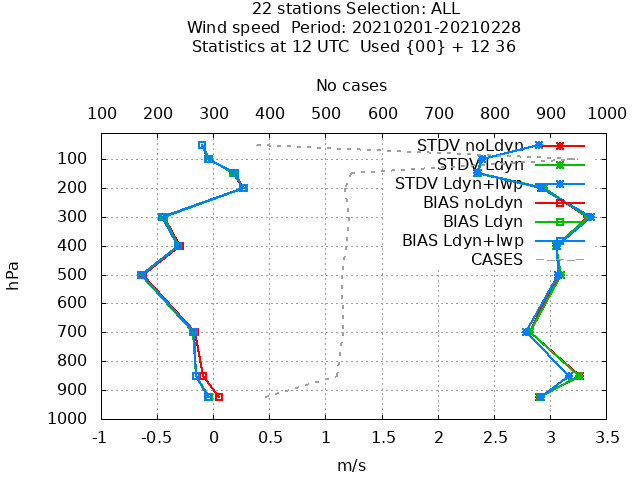 22 stations Selection: ALL
Wind speed  Period: 20210201-20210228
Statistics at 12 UTC  Used {00} + 12 36
No cases
100 200 300 400 500 600 700 800 900 1000
STDV noLdyn
STDV Ldyn
STDV Ldyn+lwp
BIAS noLdyn
BIAS Ldyn
BIAS Ldyn+lwp
CASES
hPa
100
200
300
400
500
600
700
800
900
1000
-1 -0.5 0 0.5 1 1.5 2 2.5 3 3.5
m/s